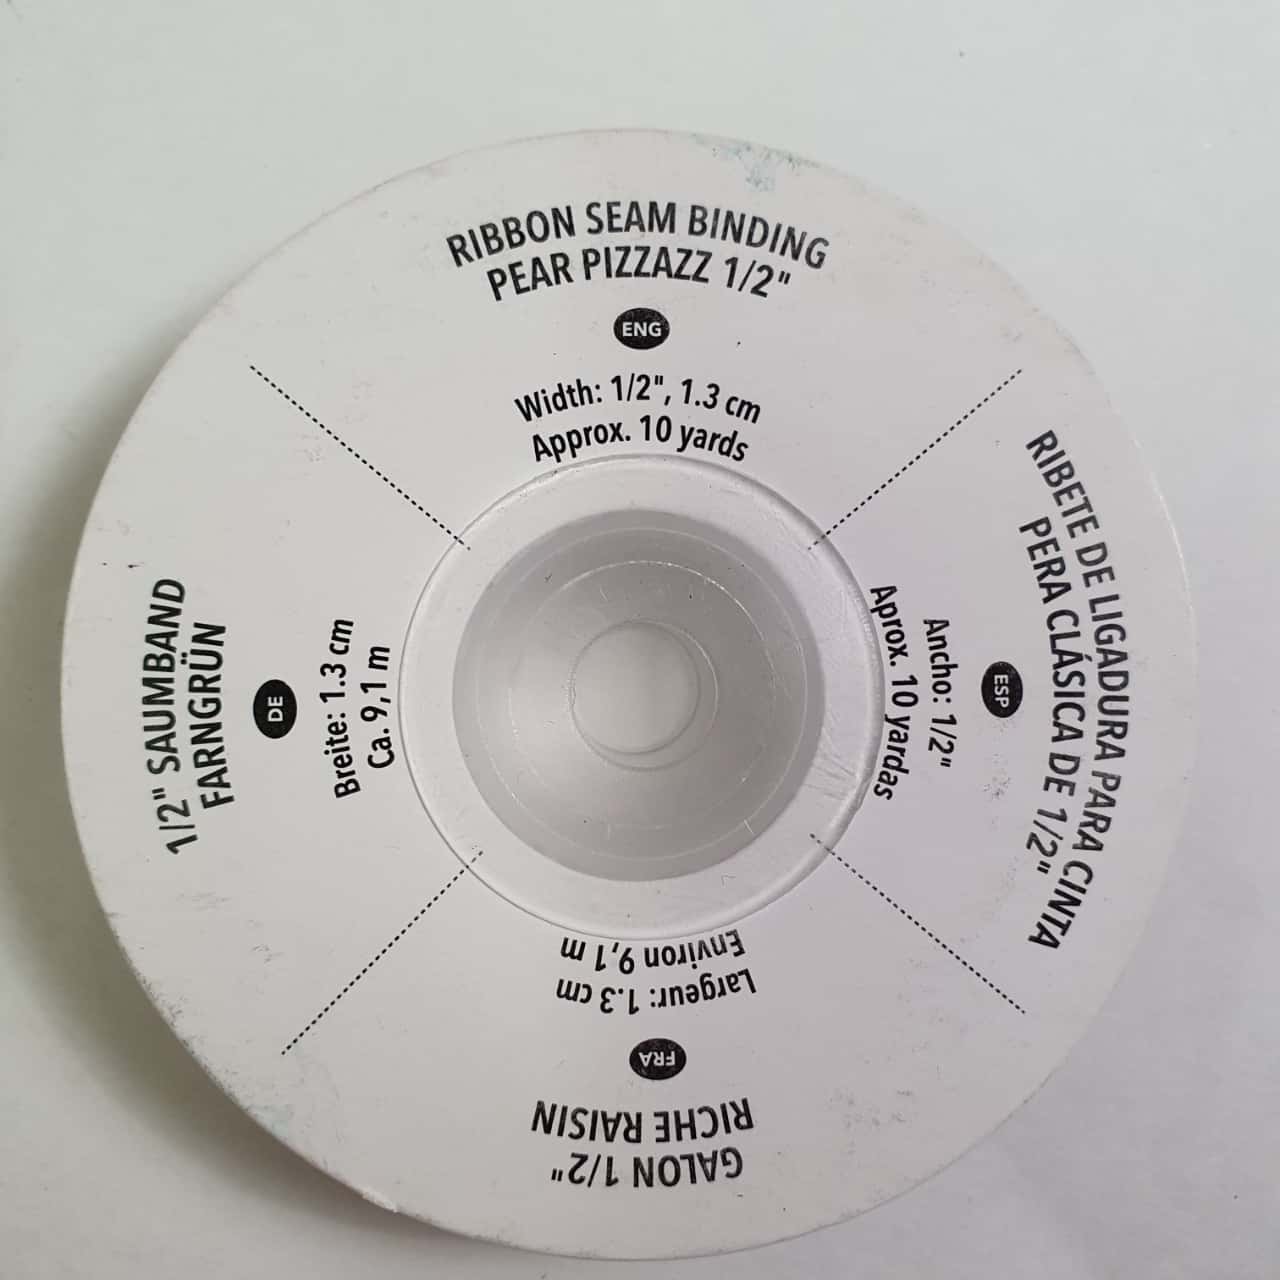 RIBBON SEAM BINDING
PEAR PIZZAZZ 1/2"
ENG
Width: 1/2", 1.3 cm
Approx. 10 yards
RIBETE DE LIGADURA PARA CINTA
PERA CLÁSICA DE 1/2"
ESP
Ancho: 1/2"
Aprox. 10 yardas
GALON 1/2"
RICHE RAISIN
FRA
Largeur: 1.3 cm
Environ 9,1 m
1/2" SAUMBAND
FARNGRÜN
DE
Breite: 1.3 cm
Ca. 9,1 m